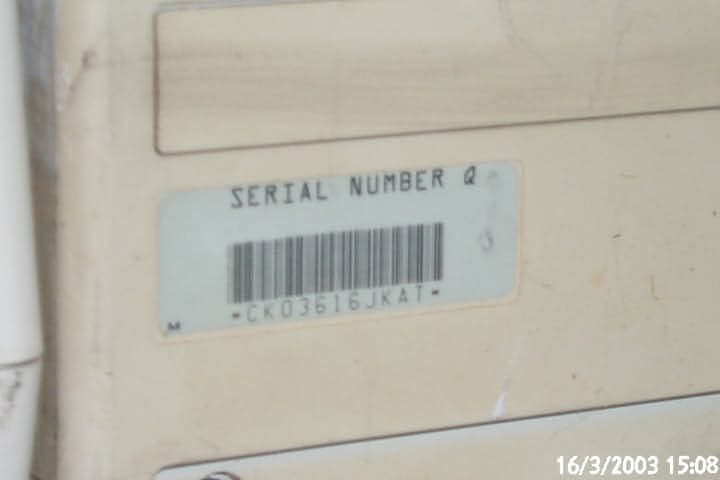 SERIAL NUMBER Q
-CK03616JKAT-
M
16/3/2003 15:08